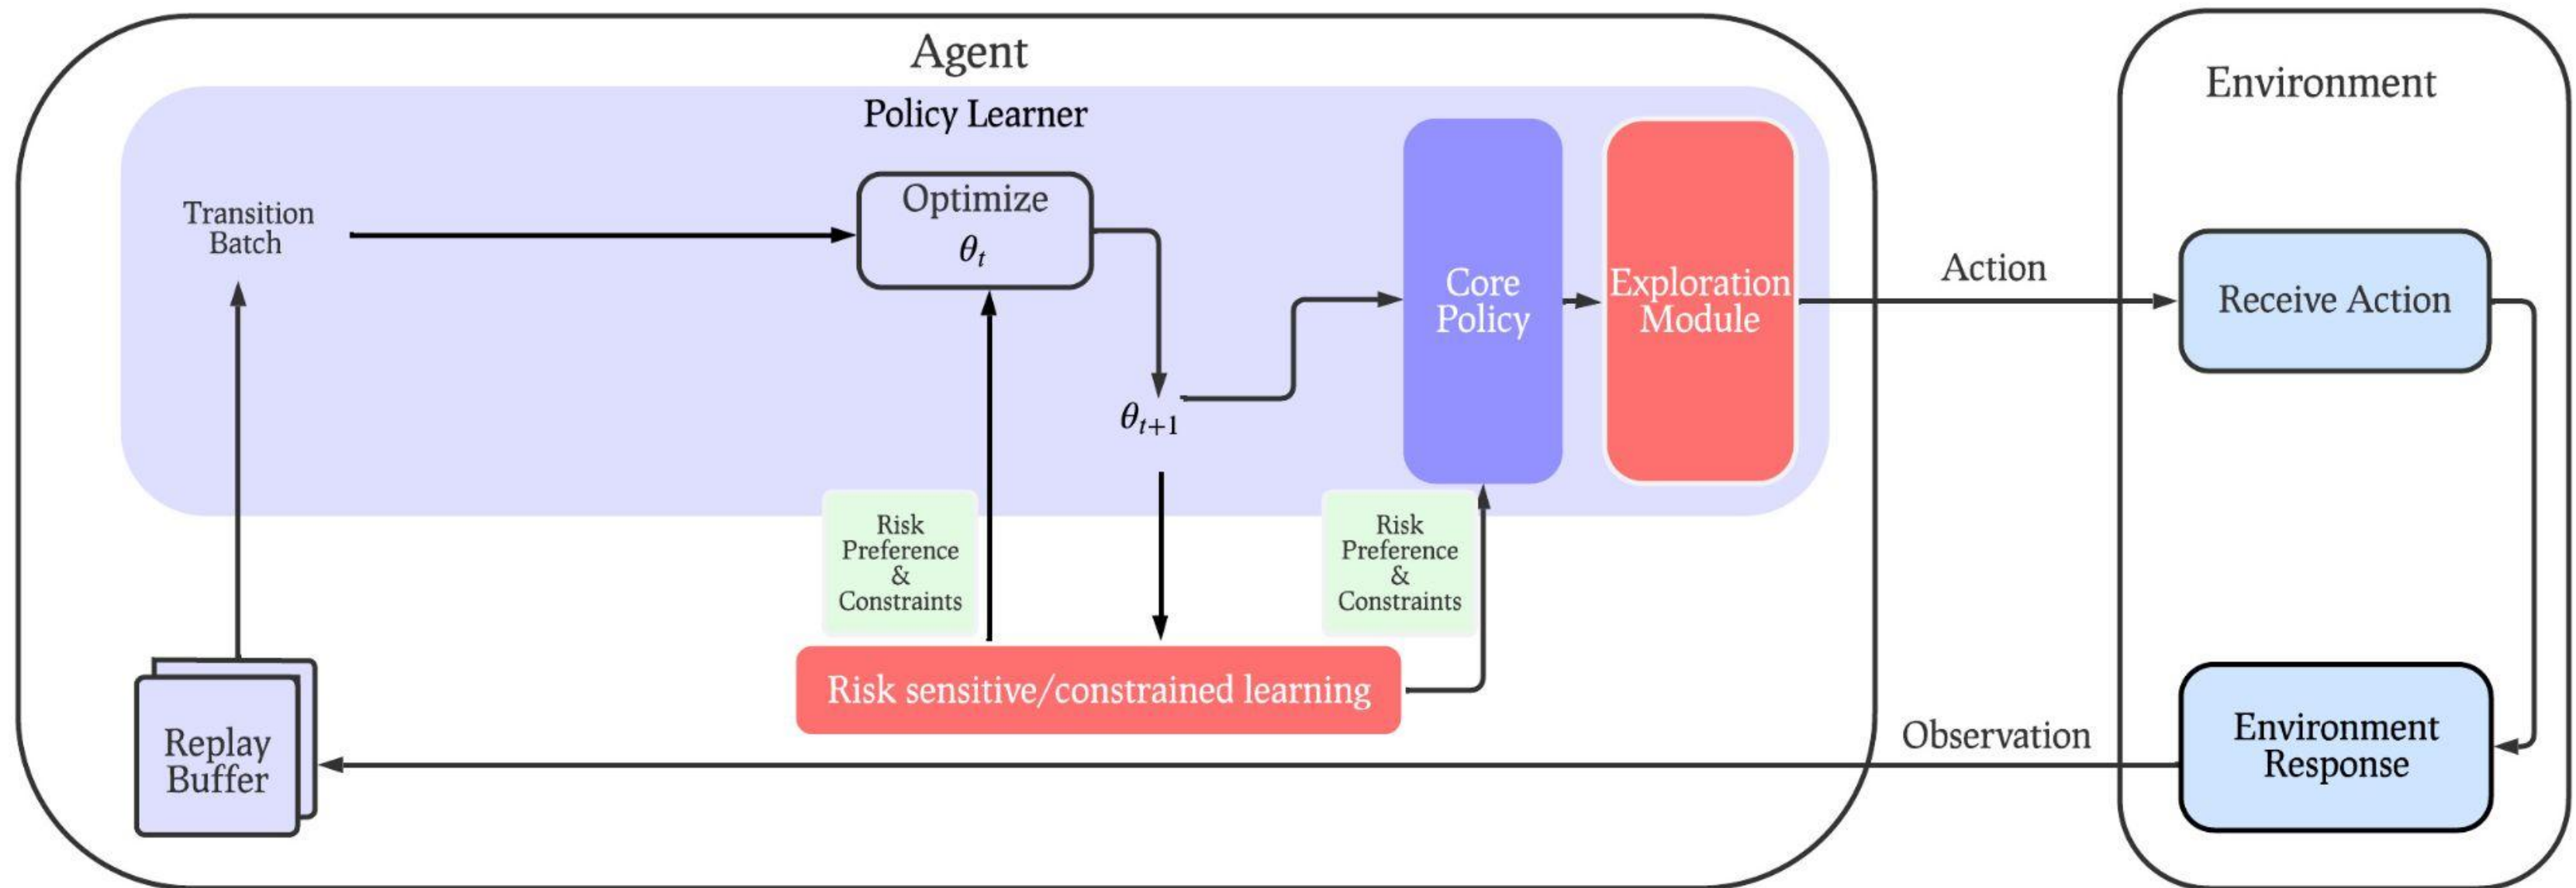 Agent
Environment
Policy Learner
Transition
Batch
Optimize
θt
θt+1
Core
Policy
Exploration
Module
Action
Receive Action
Risk
Preference
&
Constraints
Risk
Preference
&
Constraints
Risk sensitive/constrained learning
Replay
Buffer
Observation
Environment
Response